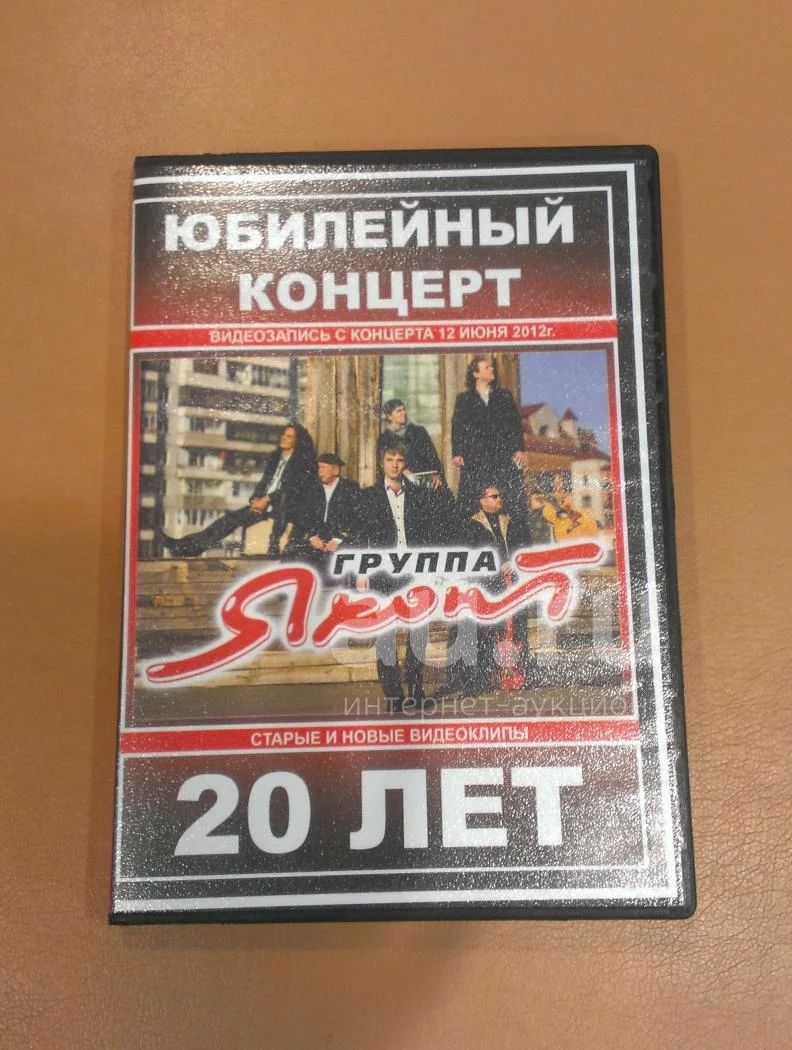 ЮБИЛЕЙНЫЙ
КОНЦЕРТ
ВИДЕОЗАПИСЬ С КОНЦЕРТА 12 ИЮНЯ 2012г.
ГРУППА
Яхонт
интернет-аукцио
СТАРЫЕ И НОВЫЕ ВИДЕОКЛИПЫ
20 ЛЕТ